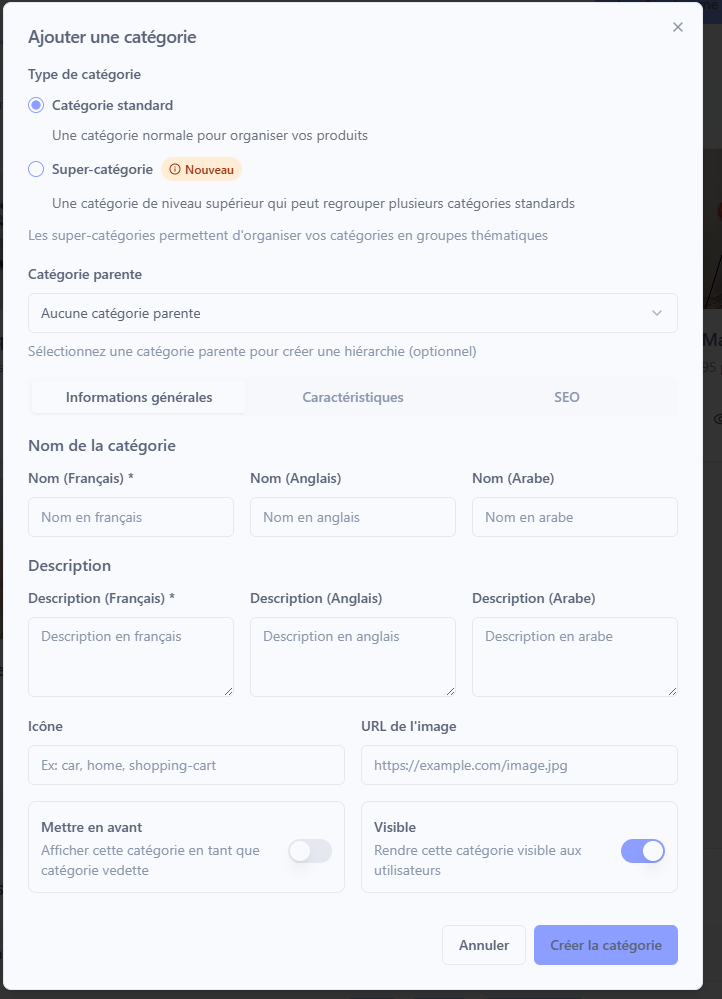 Ajouter une catégorie
Type de catégorie
Catégorie standard
Une catégorie normale pour organiser vos produits
Super-catégorie Nouveau
Une catégorie de niveau supérieur qui peut regrouper plusieurs catégories standards
Les super-catégories permettent d'organiser vos catégories en groupes thématiques
Catégorie parente
Aucune catégorie parente
Sélectionnez une catégorie parente pour créer une hiérarchie (optionnel)
Informations générales Caractéristiques SEO
Nom de la catégorie
Nom (Français) * Nom (Anglais) Nom (Arabe)
Nom en français Nom en anglais Nom en arabe
Description
Description (Français) * Description (Anglais) Description (Arabe)
Description en français Description en anglais Description en arabe
Icône URL de l'image
Ex: car, home, shopping-cart https://example.com/image.jpg
Mettre en avant Visible
Afficher cette catégorie en tant que Rendre cette catégorie visible aux
catégorie vedette utilisateurs
Annuler Créer la catégorie